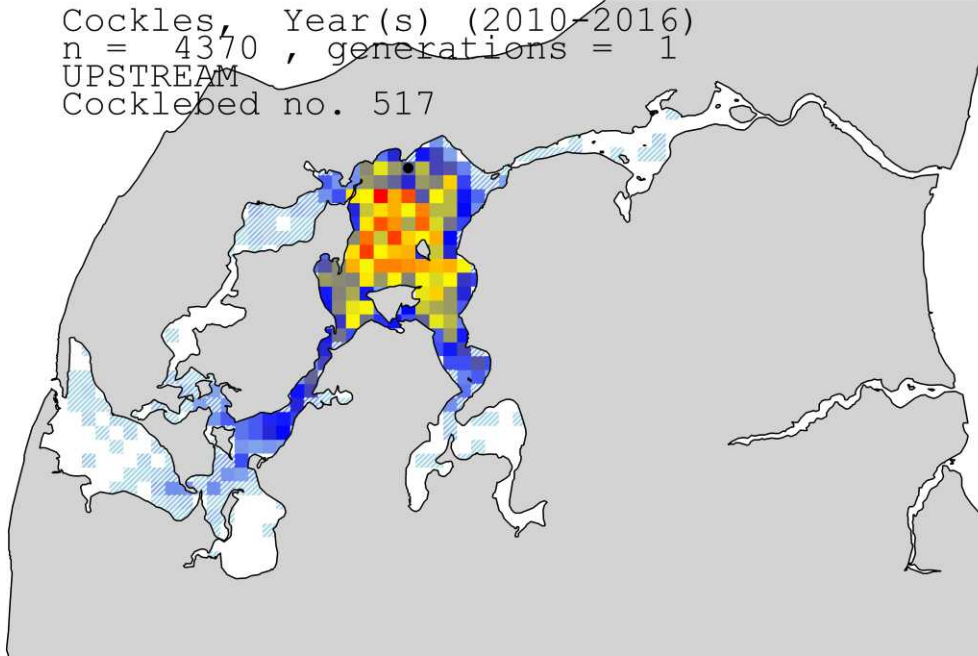 Cockles, Year(s) (2010-2016)
n = 4370 , generations = 1
UPSTREAM
Cocklebed no. 517